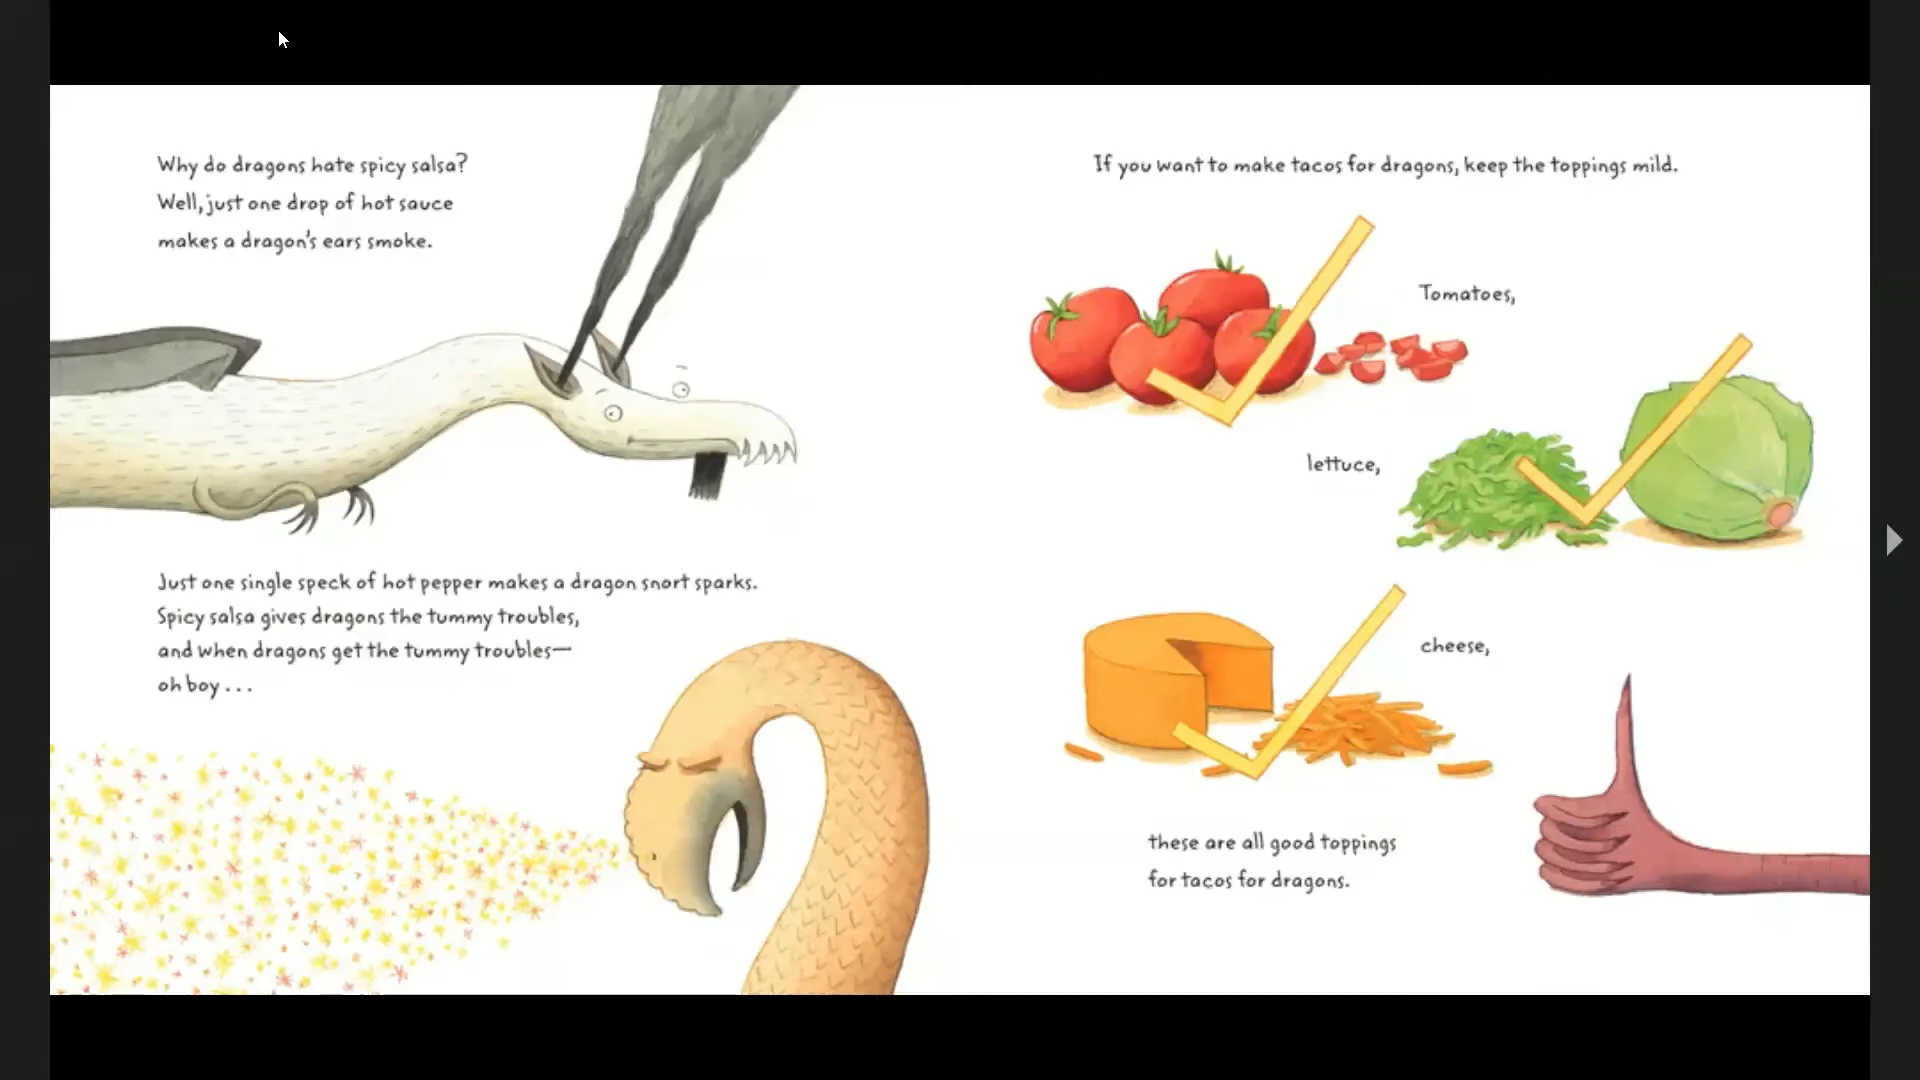 Why do dragons hate spicy salsa?
Well, just one drop of hot sauce
makes a dragon's ears smoke.
Just one single speck of hot pepper makes a dragon snort sparks.
Spicy salsa gives dragons the tummy troubles,
and when dragons get the tummy troubles—
oh boy . . .
If you want to make tacos for dragons, keep the toppings mild.
Tomatoes,
lettuce,
cheese,
these are all good toppings
for tacos for dragons.